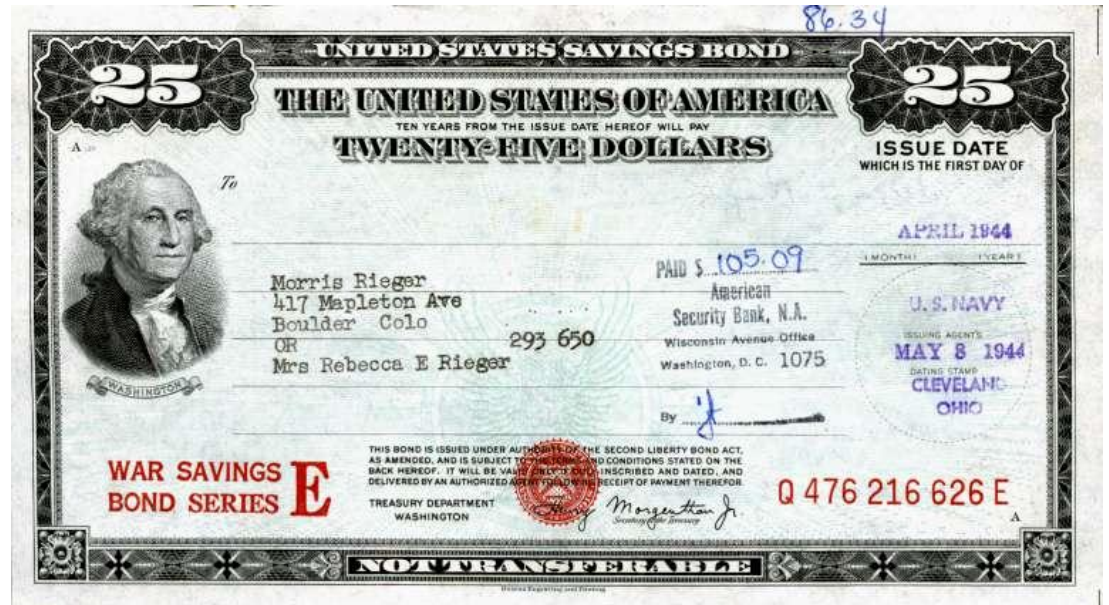 86.34
UNITED STATES SAVINGS BOND
25 25
THE UNITED STATES OF AMERICA
TEN YEARS FROM THE ISSUE DATE HEREOF WILL PAY
TWENTY-FIVE DOLLARS
ISSUE DATE
WHICH IS THE FIRST DAY OF
A
To
APRIL 1944
(MONTH) (YEAR)
Morris Rieger
417 Mapleton Ave
Boulder Colo
OR 293 650
Mrs Rebecca E Rieger
PAID $ 105.09
American
Security Bank, N.A.
Wisconsin Avenue Office
Washington, D. C. 1075
By
U. S. NAVY
ISSUING AGENT'S
MAY 8 1944
DATING STAMP
CLEVELAND
OHIO
WASHINGTON
WAR SAVINGS
BOND SERIES E
THIS BOND IS ISSUED UNDER AUTHORITY OF THE SECOND LIBERTY BOND ACT,
AS AMENDED, AND IS SUBJECT TO THE TERMS AND CONDITIONS STATED ON THE
BACK HEREOF. IT WILL BE VALID ONLY IF DULY INSCRIBED AND DATED, AND
DELIVERED BY AN AUTHORIZED AGENT FOLLOWING RECEIPT OF PAYMENT THEREFOR.
TREASURY DEPARTMENT
WASHINGTON
Henry Morgenthau Jr.
Secretary of the Treasury
Q 476 216 626 E
A
NOT TRANSFERABLE